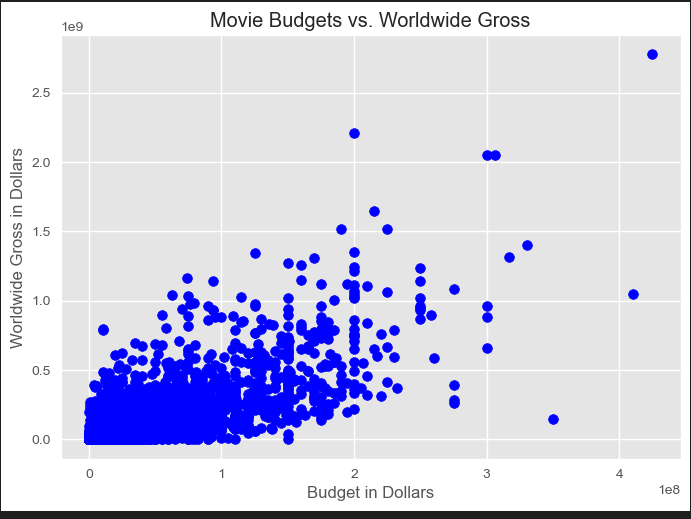 Movie Budgets vs. Worldwide Gross
1e9
2.5
2.0
1.5
1.0
0.5
0.0
Worldwide Gross in Dollars
0 1 2 3 4
1e8
Budget in Dollars